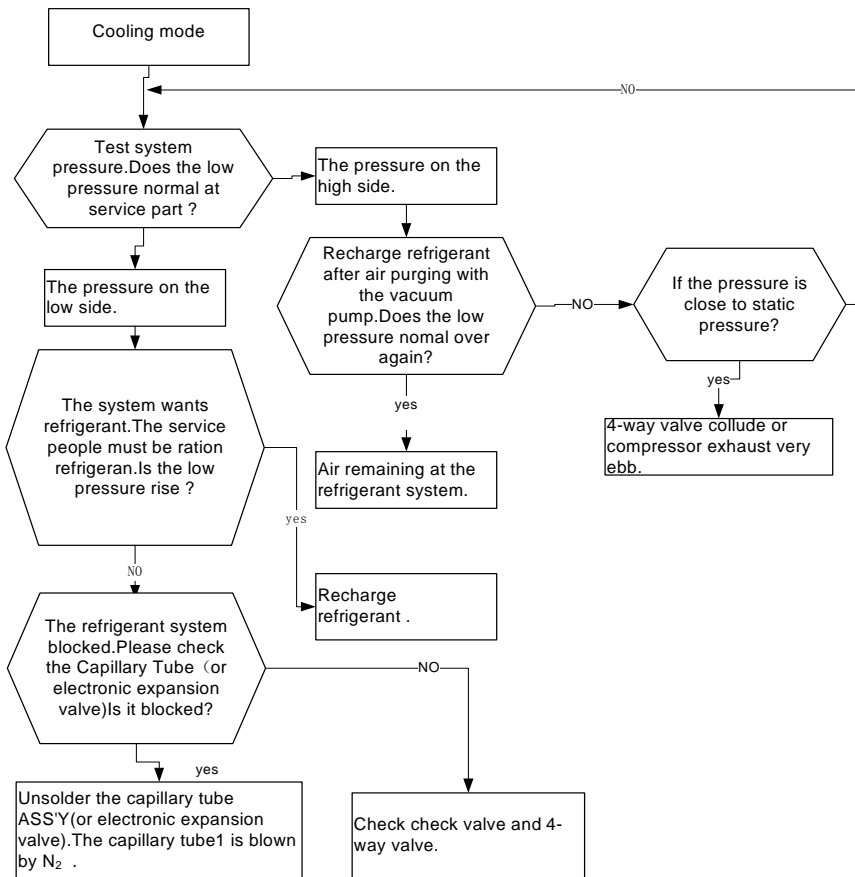 Cooling mode
NO
Test system
pressure.Does the low
pressure normal at
service part ?
The pressure on the
high side.
The pressure on the
low side.
Recharge refrigerant
after air purging with
the vacuum
pump.Does the low
pressure nomal over
again?
NO
If the pressure is
close to static
pressure?
yes
yes
4-way valve collude or
compressor exhaust very
ebb.
The system wants
refrigerant.The service
people must be ration
refrigeran.Is the low
pressure rise ?
Air remaining at the
refrigerant system.
yes
NO
Recharge
refrigerant .
The refrigerant system
blocked.Please check
the Capillary Tube（or
electronic expansion
valve)Is it blocked?
NO
yes
Unsolder the capillary tube
ASS'Y(or electronic expansion
valve).The capillary tube1 is blown
by N₂ .
Check check valve and 4-
way valve.